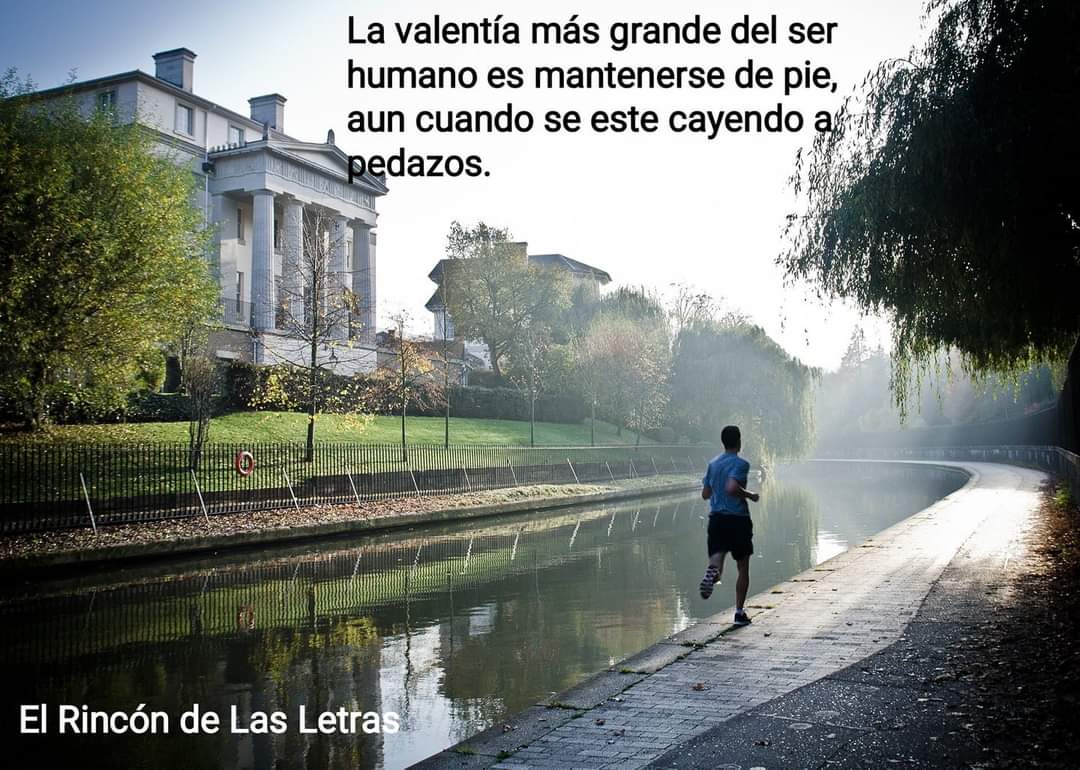 La valentía más grande del ser
humano es mantenerse de pie,
aun cuando se este cayendo a
pedazos.
El Rincón de Las Letras